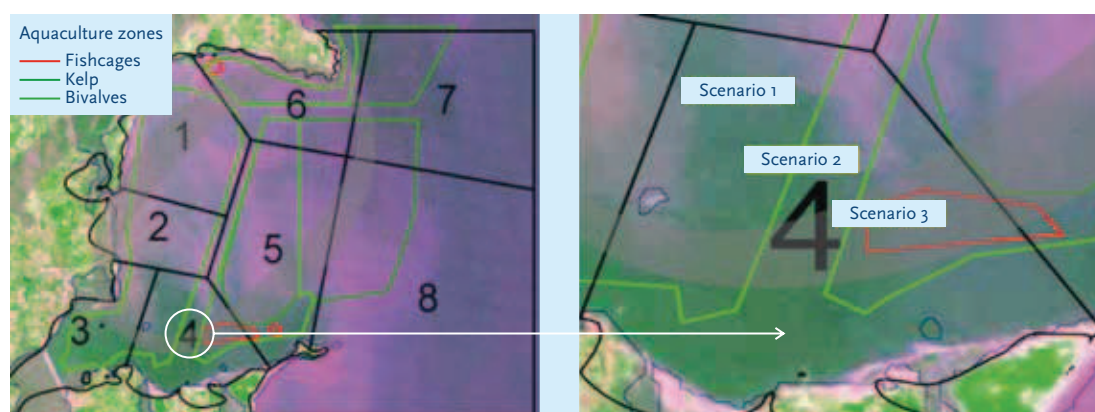 Aquaculture zones
Fishcages
Kelp
Bivalves
1
2
3
4
5
6
7
8
Scenario 1
Scenario 2
4
Scenario 3